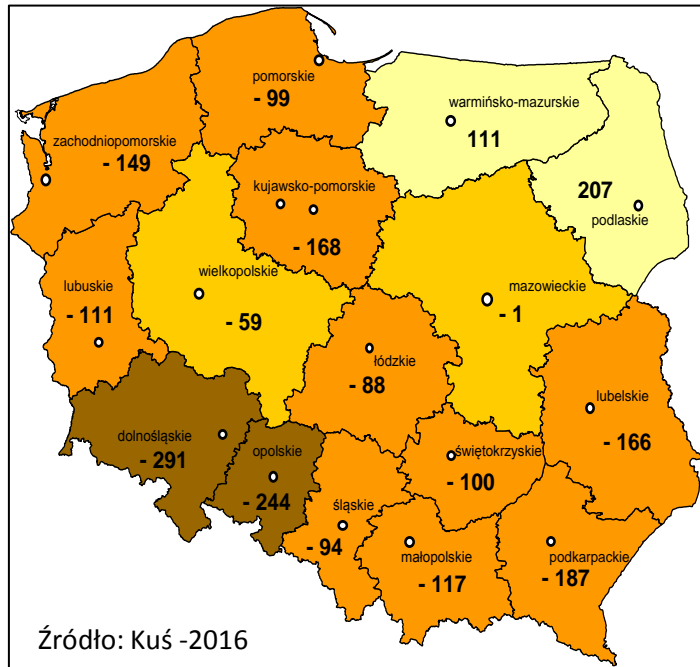 pomorskie
- 99
warmińsko-mazurskie
111
zachodniopomorskie
- 149
kujawsko-pomorskie
- 168
207
podlaskie
wielkopolskie
- 59
mazowieckie
- 1
lubuskie
- 111
łódzkie
- 88
lubelskie
- 166
dolnośląskie
- 291
opolskie
- 244
świętokrzyskie
- 100
śląskie
- 94
małopolskie
- 117
podkarpackie
- 187
Źródło: Kuś -2016